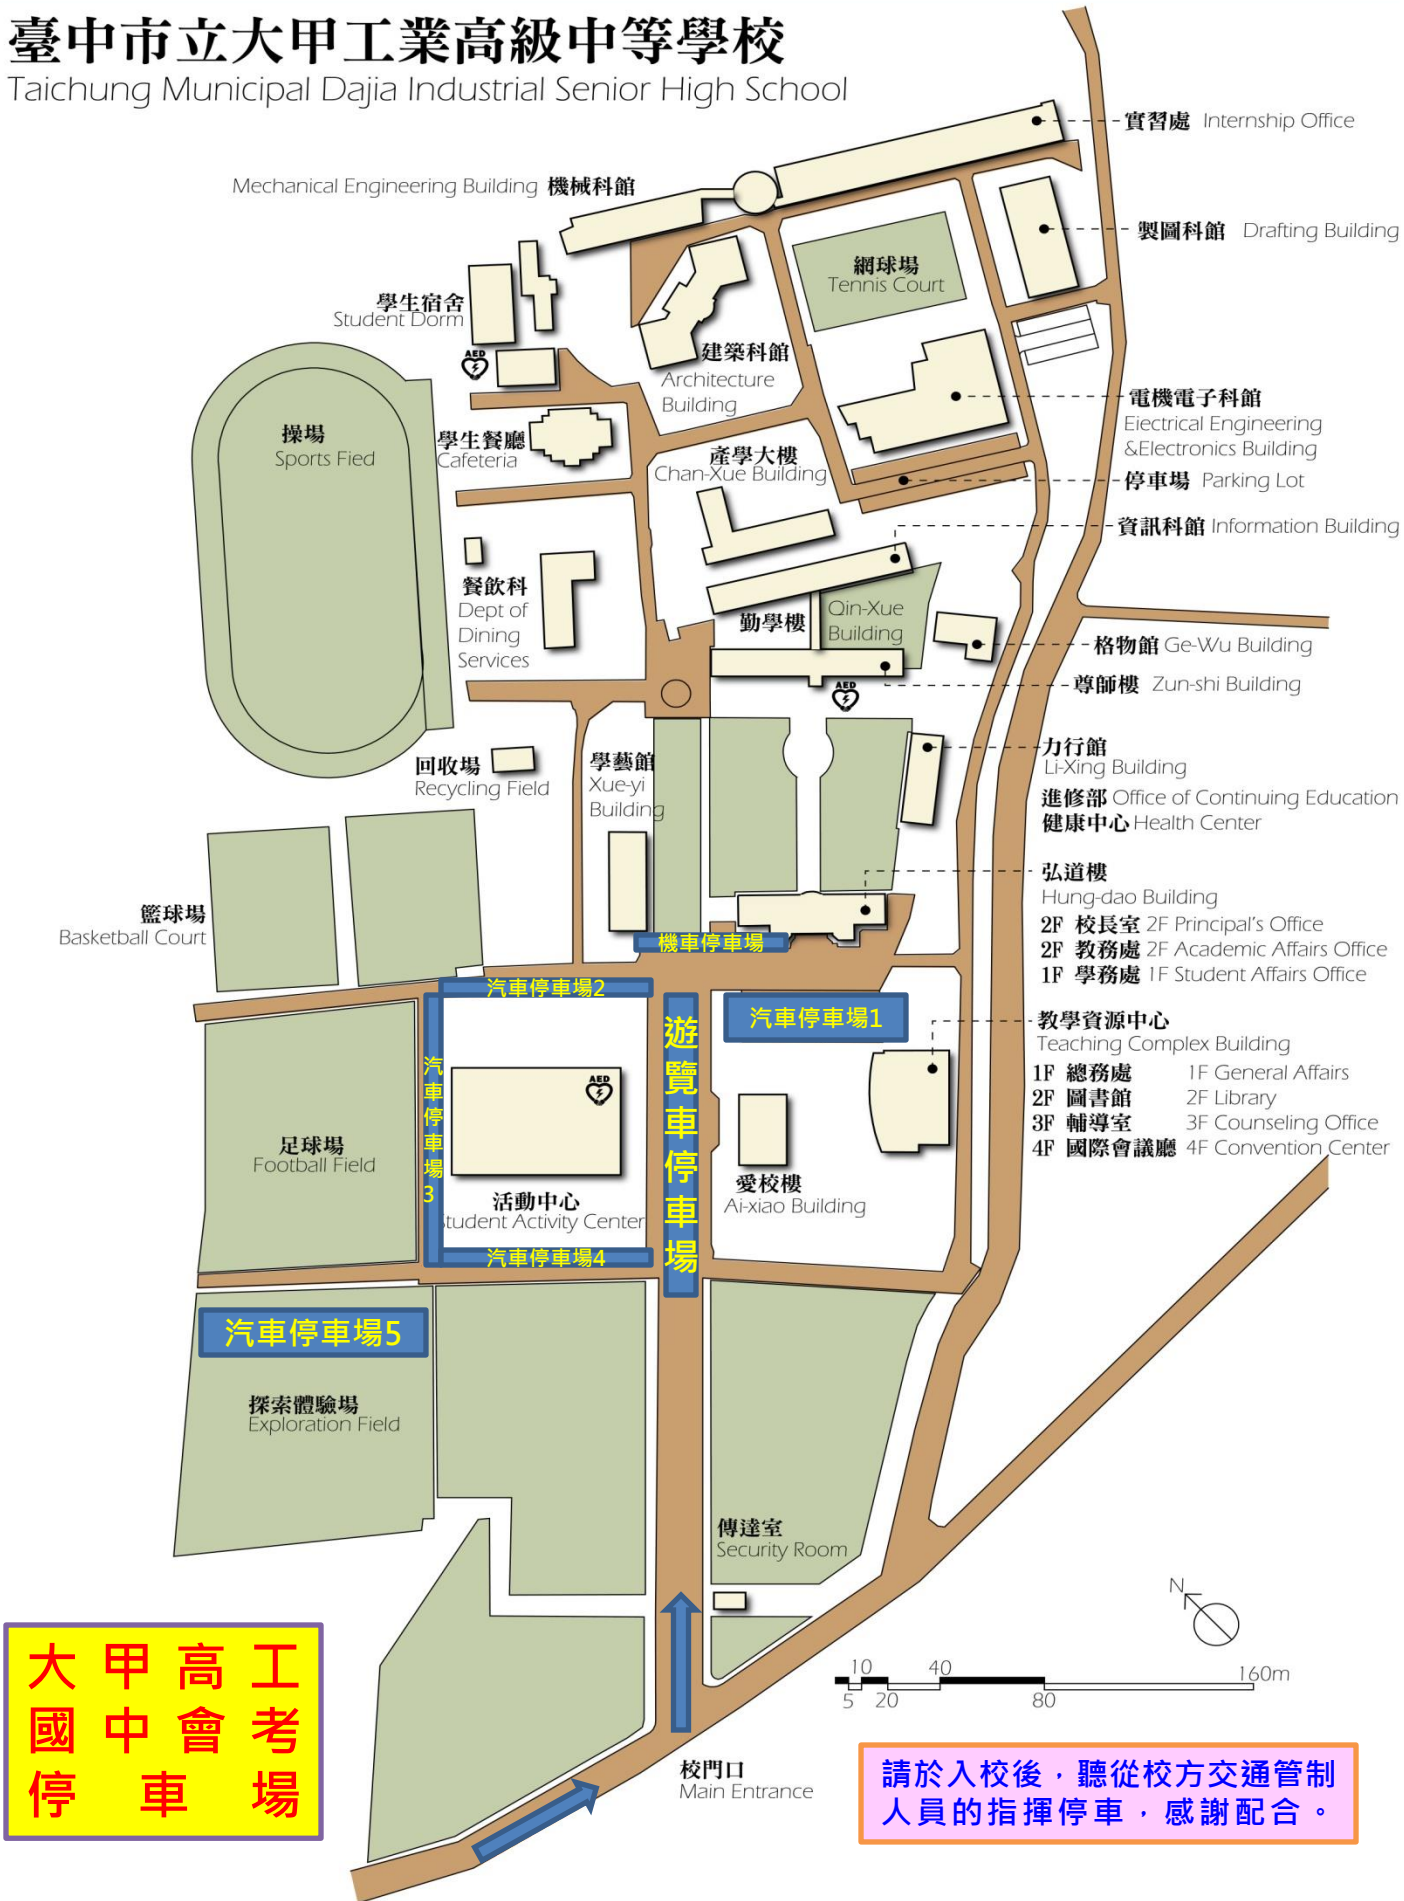 臺中市立大甲工業高級中等學校
Taichung Municipal Dajia Industrial Senior High School
實習處 Internship Office
Mechanical Engineering Building 機械科館
製圖科館 Drafting Building
網球場
Tennis Court
學生宿舍
Student Dorm
AED
建築科館
Architecture
Building
電機電子科館
Eiectrical Engineering
&Electronics Building
操場
Sports Fied
學生餐廳
Cafeteria
產學大樓
Chan-Xue Building
停車場 Parking Lot
資訊科館 Information Building
餐飲科
Dept of
Dining
Services
勤學樓
Qin-Xue
Building
格物館 Ge-Wu Building
尊師樓 Zun-shi Building
AED
力行館
Li-Xing Building
進修部 Office of Continuing Education
健康中心 Health Center
回收場
Recycling Field
學藝館
Xue-yi
Building
弘道樓
Hung-dao Building
2F 校長室 2F Principal's Office
2F 教務處 2F Academic Affairs Office
1F 學務處 1F Student Affairs Office
籃球場
Basketball Court
機車停車場
汽車停車場2
汽車停車場1
遊覽車停車場
汽車停車場3
教學資源中心
Teaching Complex Building
1F 總務處 1F General Affairs
2F 圖書館 2F Library
3F 輔導室 3F Counseling Office
4F 國際會議廳 4F Convention Center
AED
足球場
Football Field
活動中心
Student Activity Center
愛校樓
Ai-xiao Building
汽車停車場4
汽車停車場5
探索體驗場
Exploration Field
傳達室
Security Room
N
10 40 160m
5 20 80
大甲高工
國中會考
停車場
校門口
Main Entrance
請於入校後，聽從校方交通管制
人員的指揮停車，感謝配合。